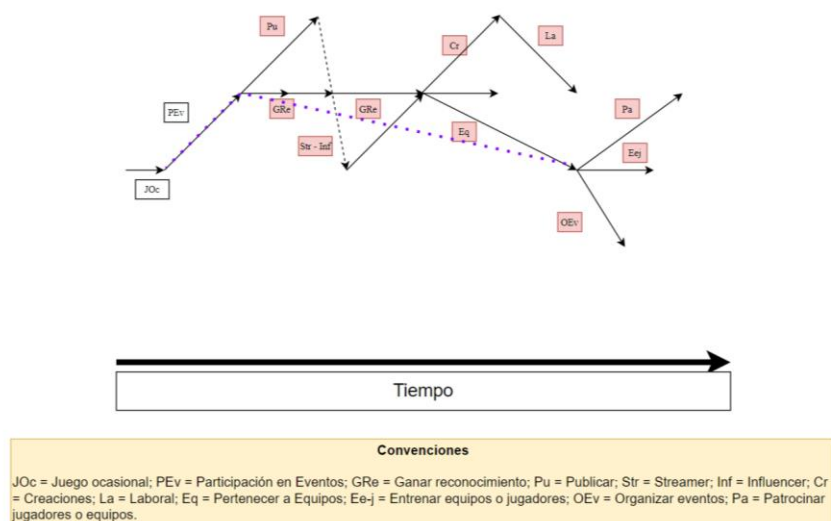 Pu
Cr
La
PEv
GRe
GRe
Pa
Eq
Str - Inf
Eej
JOc
OEv
Tiempo
Convenciones
JOc = Juego ocasional; PEv = Participación en Eventos; GRe = Ganar reconocimiento; Pu = Publicar; Str = Streamer; Inf = Influencer; Cr
= Creaciones; La = Laboral; Eq = Pertenecer a Equipos; Ee-j = Entrenar equipos o jugadores; OEv = Organizar eventos; Pa = Patrocinar
jugadores o equipos.